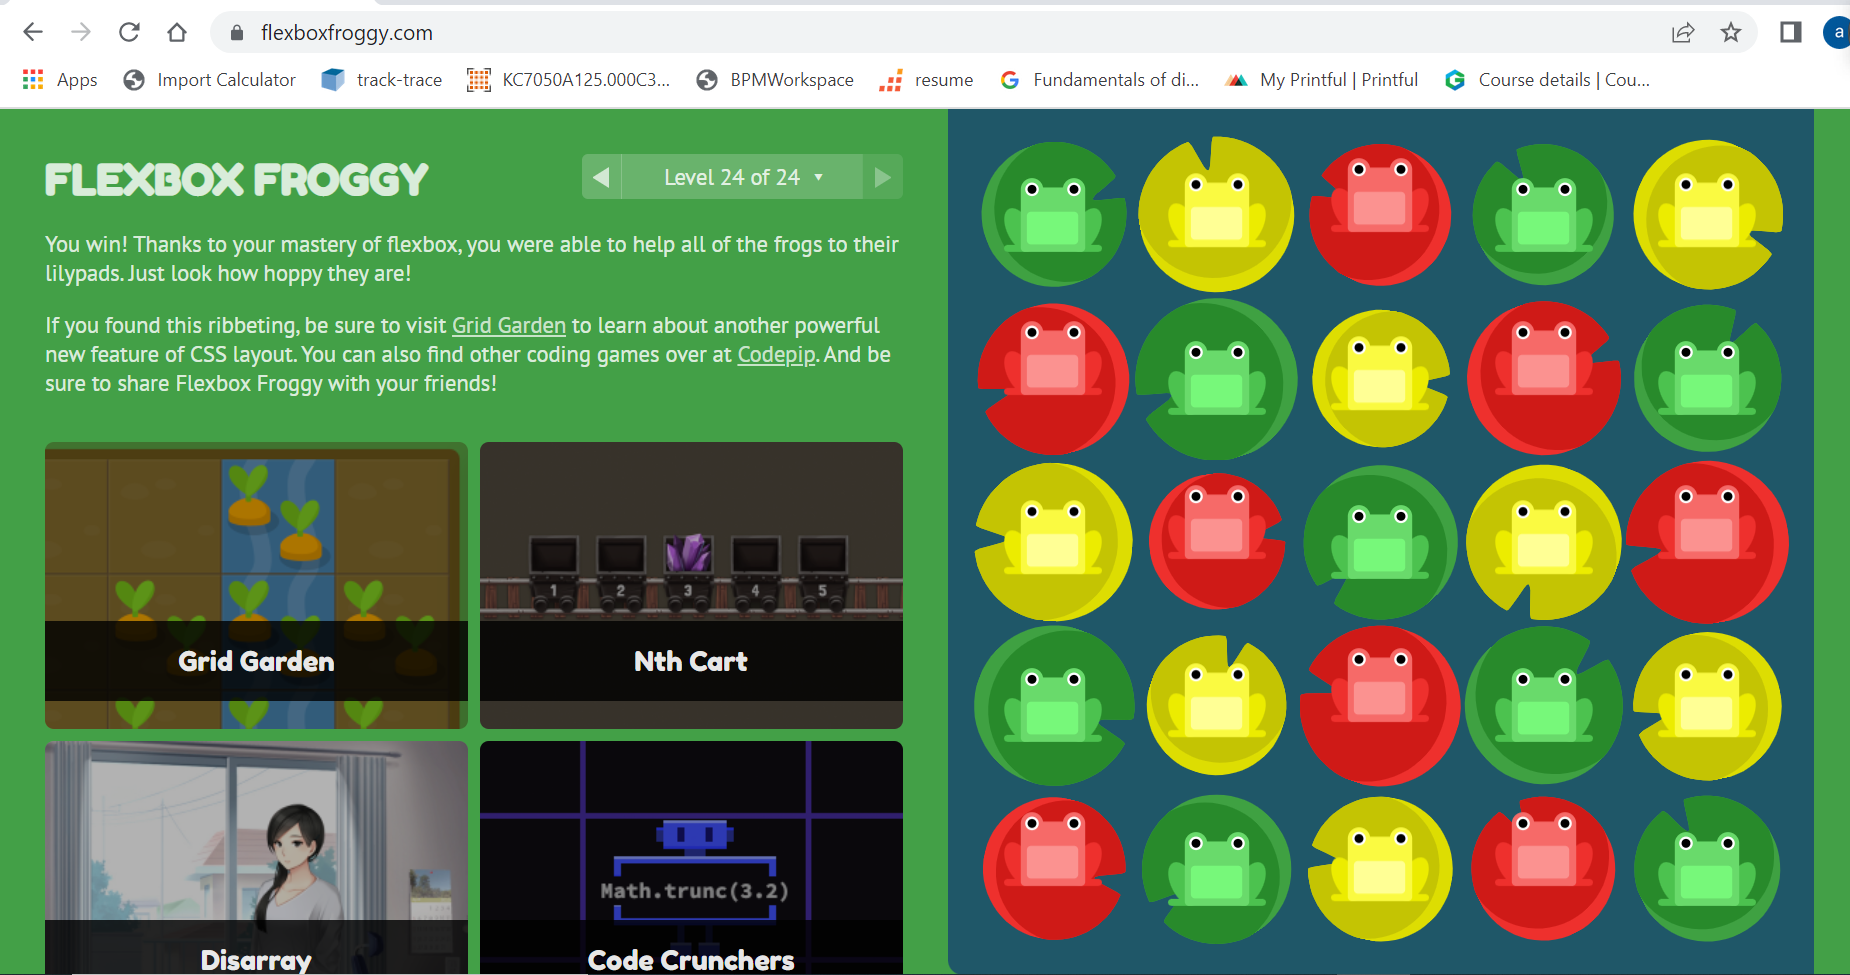 flexboxfroggy.com
a
Apps
Import Calculator
track-trace
KC7050A125.000C3...
BPMWorkspace
resume
Fundamentals of di...
My Printful | Printful
Course details | Cou...
FLEXBOX FROGGY
Level 24 of 24
You win! Thanks to your mastery of flexbox, you were able to help all of the frogs to their
lilypads. Just look how hoppy they are!
If you found this ribbeting, be sure to visit Grid Garden to learn about another powerful
new feature of CSS layout. You can also find other coding games over at Codepip. And be
sure to share Flexbox Froggy with your friends!
1 2 3 4 5
Grid Garden
Nth Cart
Math.trunc(3.2)
Disarray
Code Crunchers